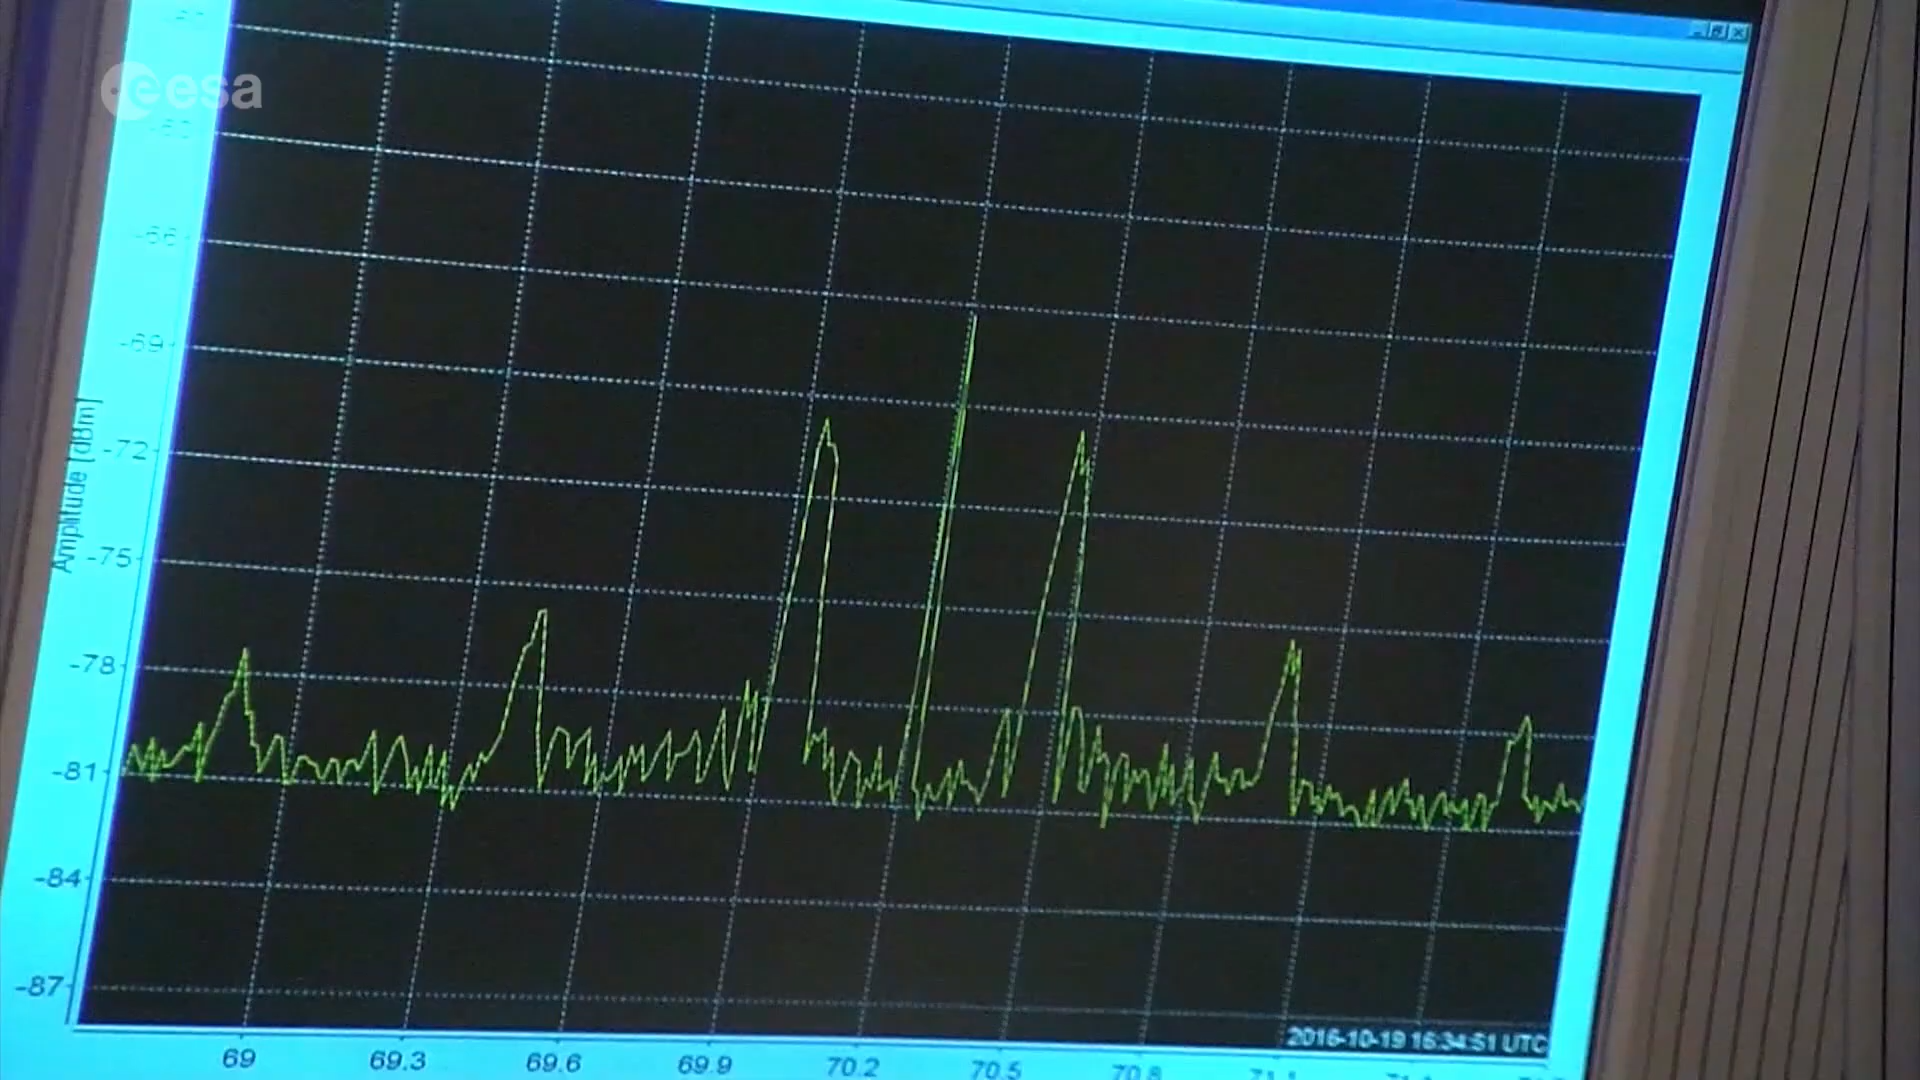 esa
-66
-69
-72
-75
-78
-81
-84
-87
Amplitude [dBm]
2016-10-19 16:34:51 UTC
69 69.3 69.6 69.9 70.2 70.5 70.8